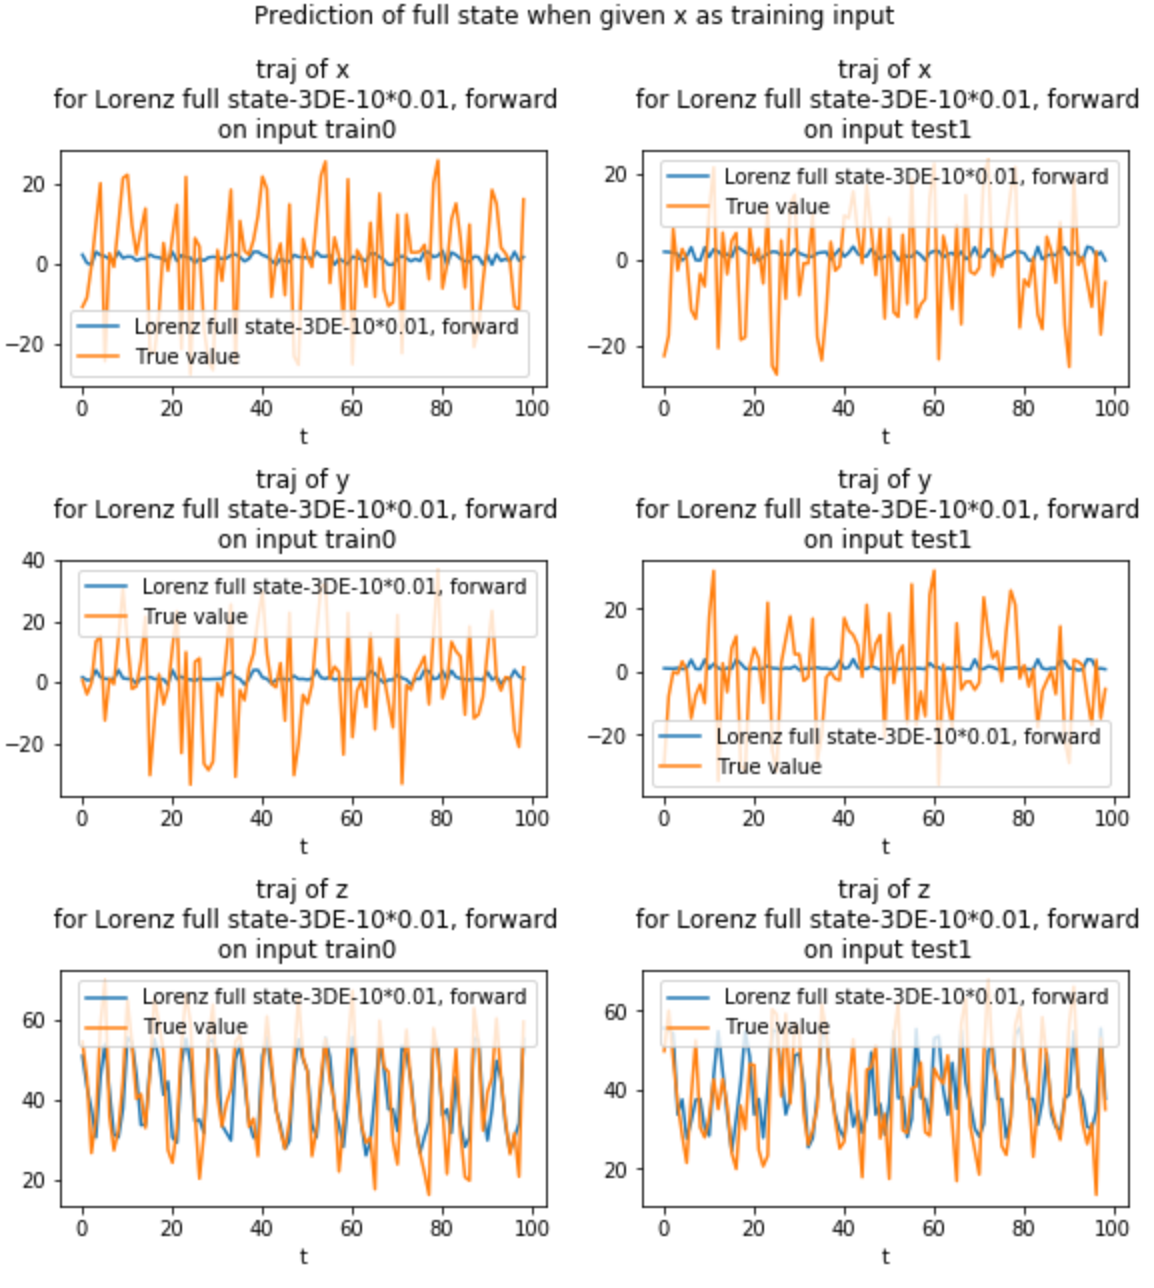 Prediction of full state when given x as training input
traj of x
for Lorenz full state-3DE-10*0.01, forward
on input train0
20
0
−20
Lorenz full state-3DE-10*0.01, forward
True value
0 20 40 60 80 100
t
traj of x
for Lorenz full state-3DE-10*0.01, forward
on input test1
20
0
−20
Lorenz full state-3DE-10*0.01, forward
True value
0 20 40 60 80 100
t
traj of y
for Lorenz full state-3DE-10*0.01, forward
on input train0
40
20
0
−20
Lorenz full state-3DE-10*0.01, forward
True value
0 20 40 60 80 100
t
traj of y
for Lorenz full state-3DE-10*0.01, forward
on input test1
20
0
−20
Lorenz full state-3DE-10*0.01, forward
True value
0 20 40 60 80 100
t
traj of z
for Lorenz full state-3DE-10*0.01, forward
on input train0
60
40
20
Lorenz full state-3DE-10*0.01, forward
True value
0 20 40 60 80 100
t
traj of z
for Lorenz full state-3DE-10*0.01, forward
on input test1
60
40
20
Lorenz full state-3DE-10*0.01, forward
True value
0 20 40 60 80 100
t